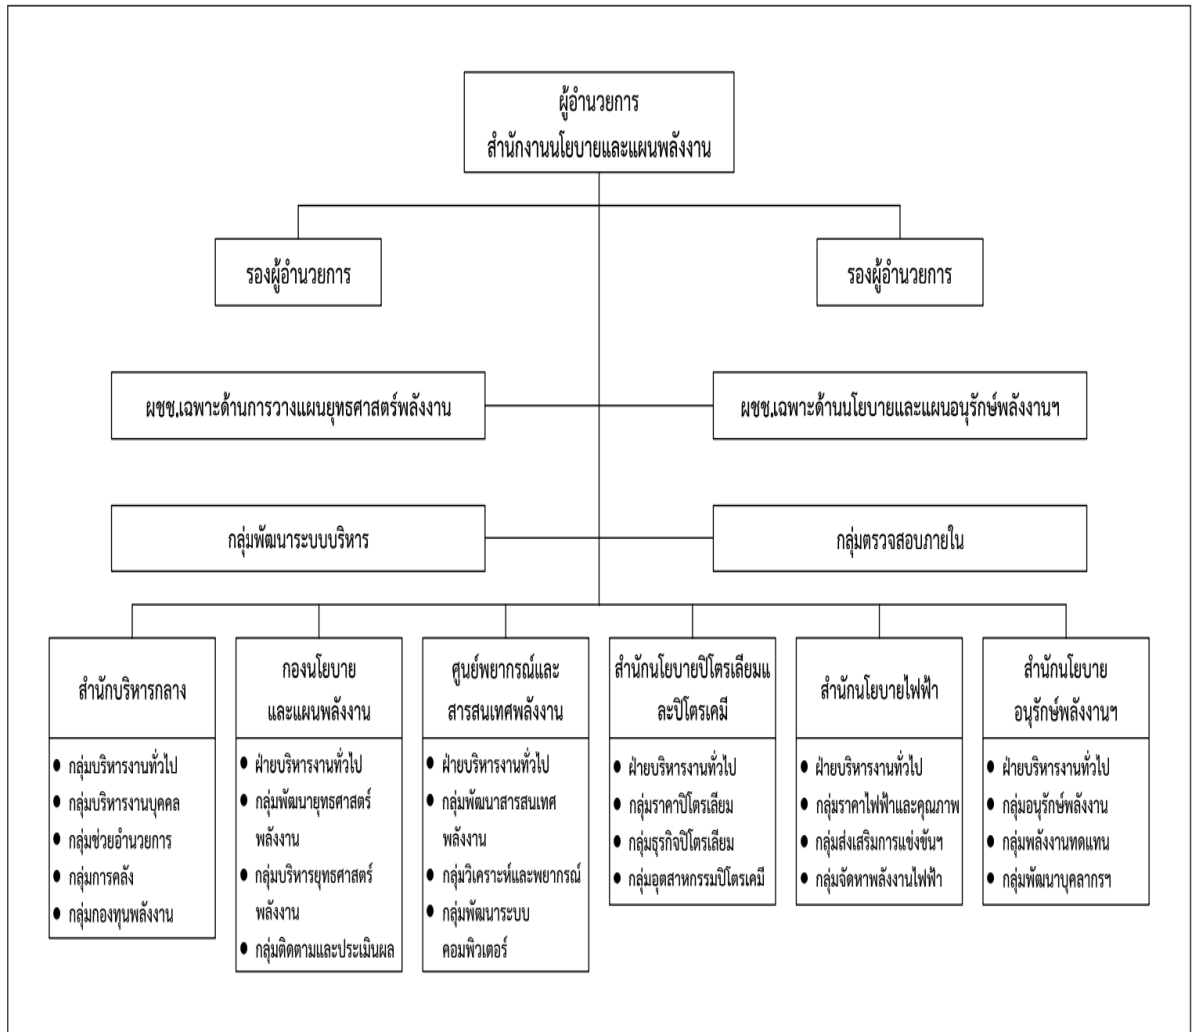 ผู้อำนวยการ
สำนักงานนโยบายและแผนพลังงาน
รองผู้อำนวยการ
รองผู้อำนวยการ
ผชช.เฉพาะด้านการวางแผนยุทธศาสตร์พลังงาน
ผชช.เฉพาะด้านนโยบายและแผนอนุรักษ์พลังงานฯ
กลุ่มพัฒนาระบบบริหาร
กลุ่มตรวจสอบภายใน
สำนักบริหารกลาง
• กลุ่มบริหารงานทั่วไป
• กลุ่มบริหารงานบุคคล
• กลุ่มช่วยอำนวยการ
• กลุ่มการคลัง
• กลุ่มกองทุนพลังงาน
กองนโยบาย
และแผนพลังงาน
• ฝ่ายบริหารงานทั่วไป
• กลุ่มพัฒนายุทธศาสตร์
พลังงาน
• กลุ่มบริหารยุทธศาสตร์
พลังงาน
• กลุ่มติดตามและประเมินผล
ศูนย์พยากรณ์และ
สารสนเทศพลังงาน
• ฝ่ายบริหารงานทั่วไป
• กลุ่มพัฒนาสารสนเทศ
พลังงาน
• กลุ่มวิเคราะห์และพยากรณ์
• กลุ่มพัฒนาระบบ
คอมพิวเตอร์
สำนักนโยบายปิโตรเลียมแ
ละปิโตรเคมี
• ฝ่ายบริหารงานทั่วไป
• กลุ่มราคาปิโตรเลียม
• กลุ่มธุรกิจปิโตรเลียม
• กลุ่มอุตสาหกรรมปิโตรเคมี
สำนักนโยบายไฟฟ้า
• ฝ่ายบริหารงานทั่วไป
• กลุ่มราคาไฟฟ้าและคุณภาพ
• กลุ่มส่งเสริมการแข่งขันฯ
• กลุ่มจัดหาพลังงานไฟฟ้า
สำนักนโยบาย
อนุรักษ์พลังงานฯ
• ฝ่ายบริหารงานทั่วไป
• กลุ่มอนุรักษ์พลังงาน
• กลุ่มพลังงานทดแทน
• กลุ่มพัฒนาบุคลากรฯ